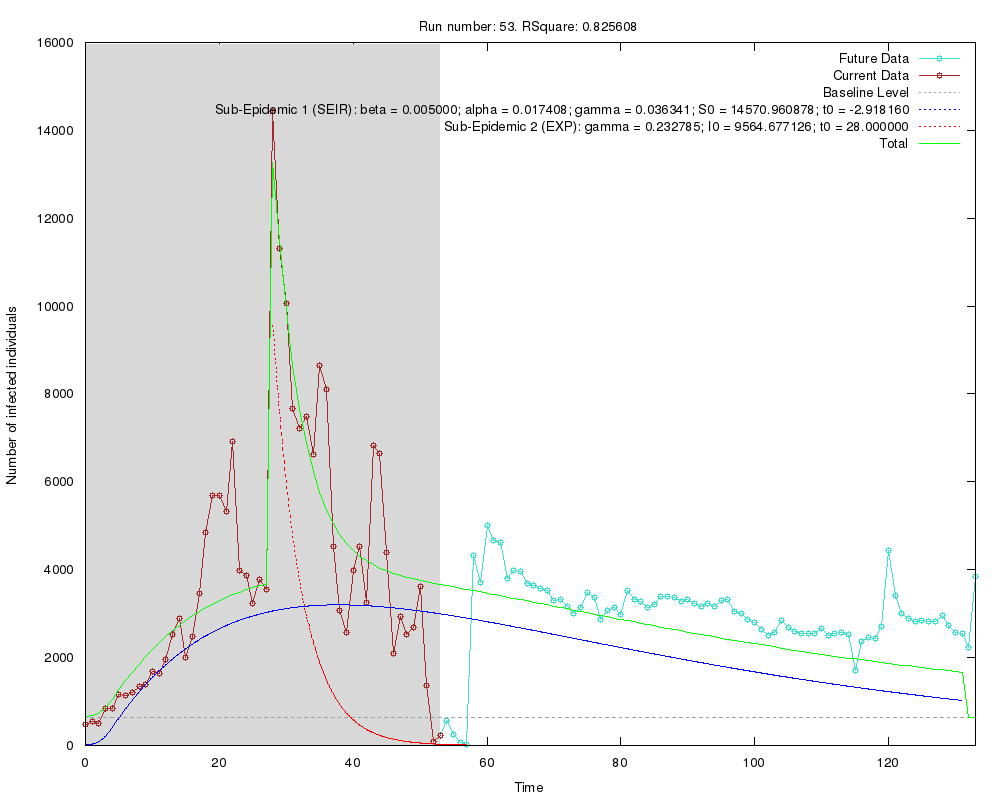 Run number: 53. RSquare: 0.825608
16000
14000
12000
10000
8000
6000
4000
2000
0
Number of infected individuals
Future Data
Current Data
Baseline Level
Sub-Epidemic 1 (SEIR): beta = 0.005000; alpha = 0.017408; gamma = 0.036341; S0 = 14570.960878; t0 = -2.918160
Sub-Epidemic 2 (EXP): gamma = 0.232785; I0 = 9564.677126; t0 = 28.000000
Total
0 20 40 60 80 100 120
Time